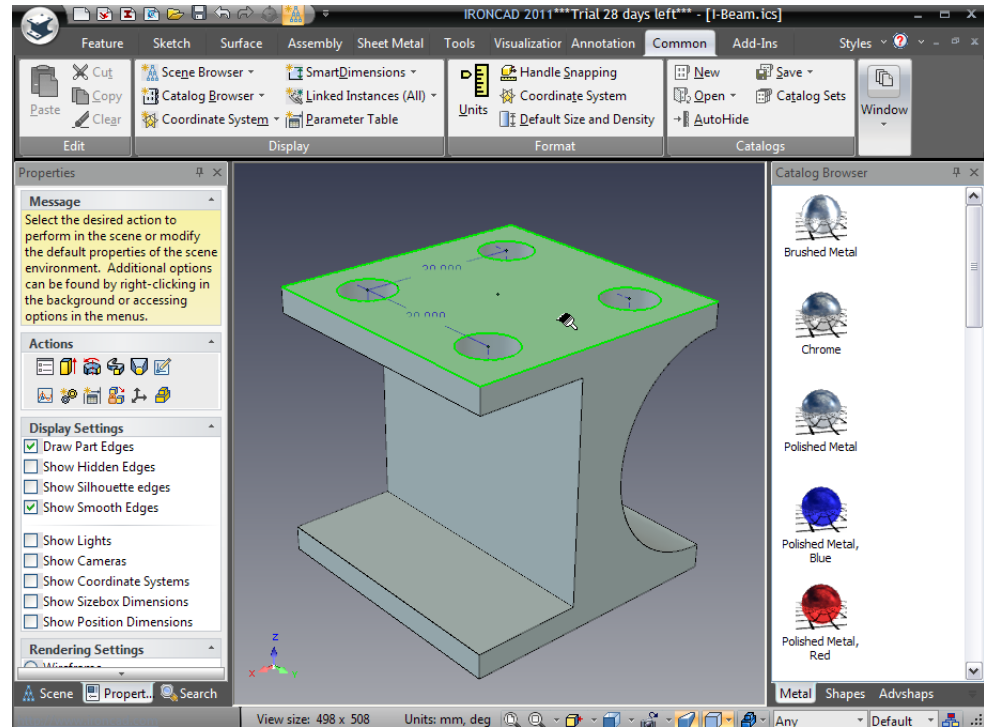 IRONCAD 2011***Trial 28 days left*** - [I-Beam.ics]
Feature Sketch Surface Assembly Sheet Metal Tools Visualization Annotation Common Add-Ins Styles
Paste
Cut
Copy
Clear
Edit
Scene Browser
Catalog Browser
Coordinate System
SmartDimensions
Linked Instances (All)
Parameter Table
Display
Units
Handle Snapping
Coordinate System
Default Size and Density
Format
New
Open
AutoHide
Save
Catalog Sets
Catalogs
Window
Properties
Message
Select the desired action to
perform in the scene or modify
the default properties of the scene
environment. Additional options
can be found by right-clicking in
the background or accessing
options in the menus.
Actions
Display Settings
Draw Part Edges
Show Hidden Edges
Show Silhouette edges
Show Smooth Edges
Show Lights
Show Cameras
Show Coordinate Systems
Show Sizebox Dimensions
Show Position Dimensions
Rendering Settings
Wireframe
Scene Propert... Search
Z
X
Catalog Browser
Brushed Metal
Chrome
Polished Metal
Polished Metal,
Blue
Polished Metal,
Red
Metal Shapes Advshaps
View size: 498 x 508 Units: mm, deg Any Default